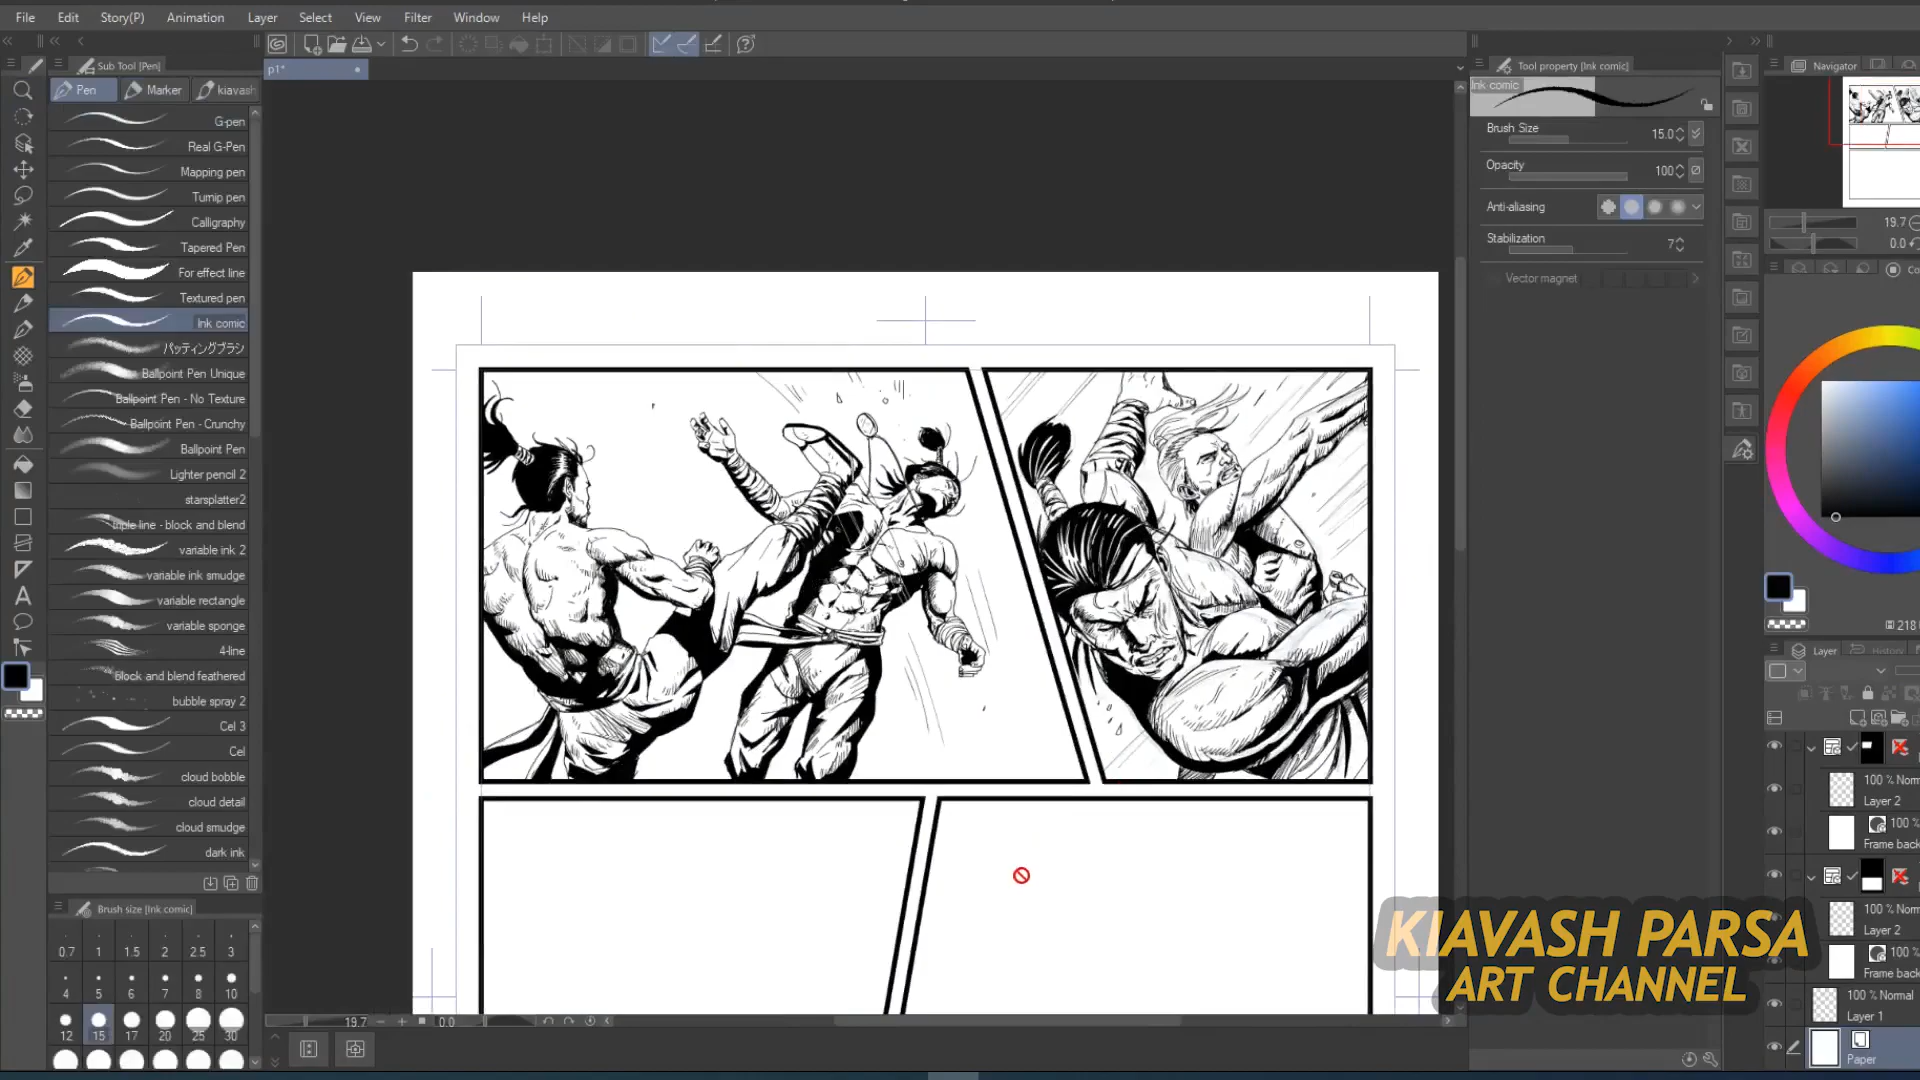 File Edit Story(P) Animation Layer Select View Filter Window Help
p1*
Sub Tool [Pen]
Pen Marker kiavash
G-pen
Real G-Pen
Mapping pen
Turnip pen
Calligraphy
Tapered Pen
For effect line
Textured pen
Ink comic
パッティングブラシ
Ballpoint Pen Unique
Ballpoint Pen - No Texture
Ballpoint Pen - Crunchy
Ballpoint Pen
Lighter pencil 2
starsplatter2
triple line - block and blend
variable ink 2
variable ink smudge
variable rectangle
variable sponge
4-line
block and blend feathered
bubble spray 2
Cel 3
Cel
cloud bobble
cloud detail
cloud smudge
dark ink
Brush size [Ink comic]
0.7 1 1.5 2 2.5 3
4 5 6 7 8 10
12 15 17 20 25 30
19.7
0.0
Tool property [Ink comic]
Ink comic
Brush Size 15.0
Opacity 100
Anti-aliasing
Stabilization 7
Vector magnet
Navigator
19.7
0.0
218
Layer History
100 % Norm
Layer 2
100 %
Frame back
100 % Norm
Layer 2
100 %
Frame back
100 % Normal
Layer 1
Paper
KIAVASH PARSA
ART CHANNEL